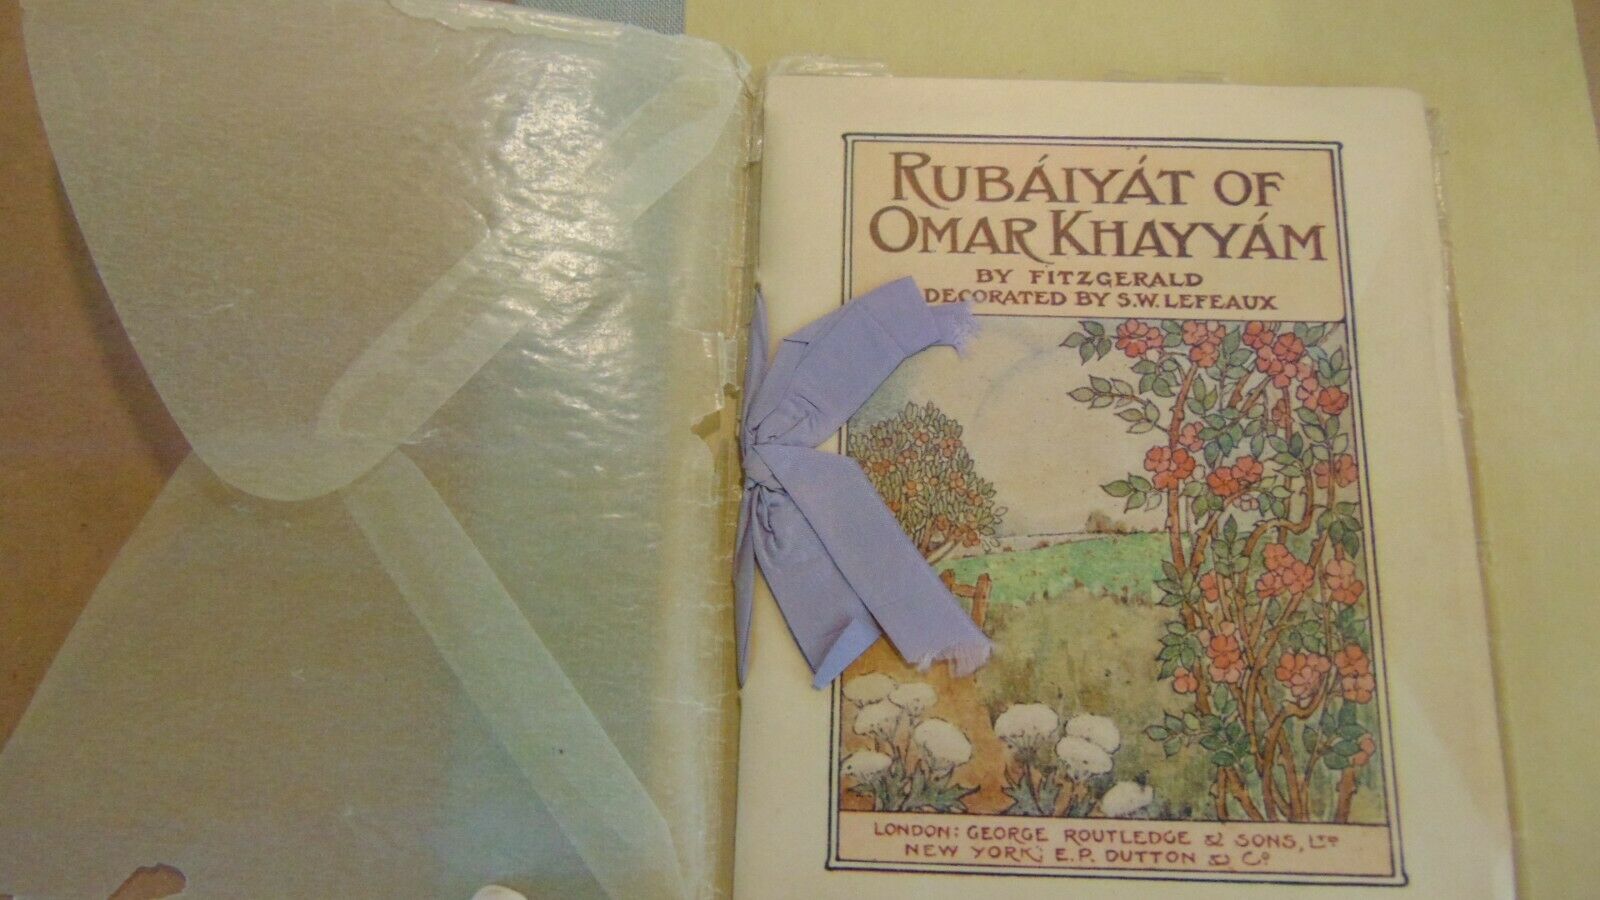 RUBÁIYÁT OF
OMAR KHAYYÁM
BY FITZGERALD
DECORATED BY S.W. LEFEAUX
LONDON: GEORGE ROUTLEDGE & SONS, LTD
NEW YORK: E.P. DUTTON & Co